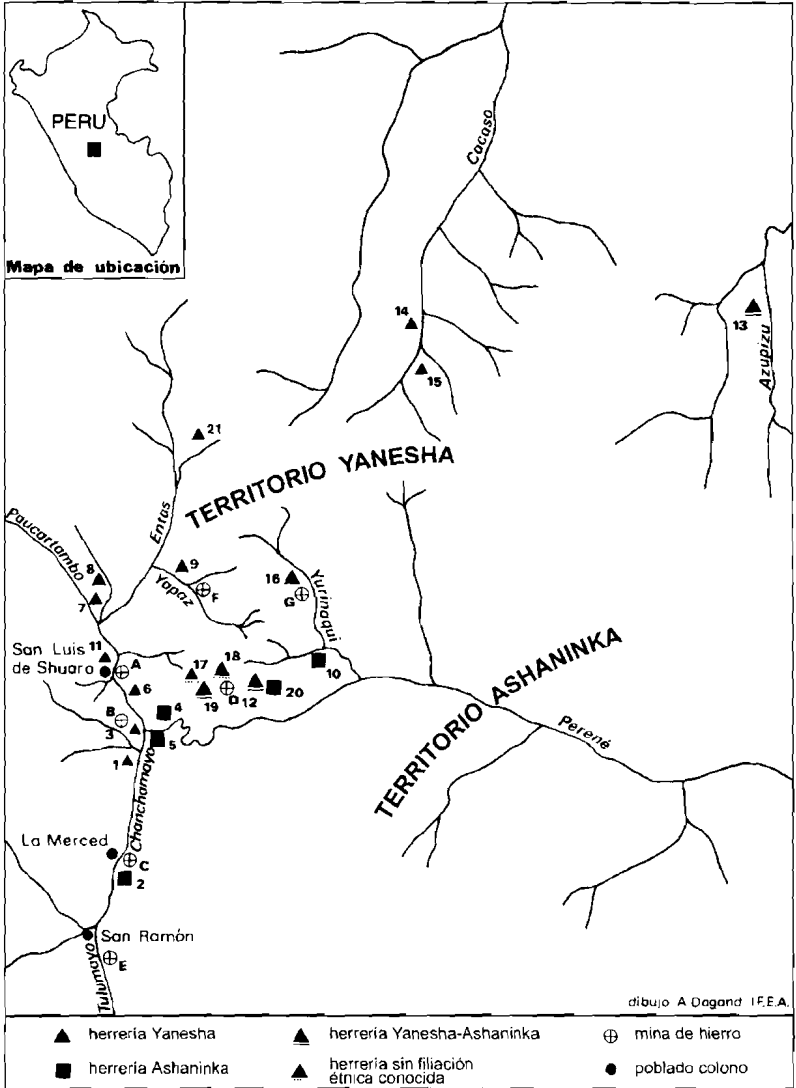 PERU
Mapa de ubicación
Cacaso
14
15
13
Azupizu
21
TERRITORIO YANESHA
Entas
Paucartambo
8
7
9
Yapaz
F
16
G
Yurinaqui
San Luis
de Shuaro
11
A
6
17
18
19
D
12
20
10
B
3
4
5
1
TERRITORIO ASHANINKA
Perené
Chanchamayo
La Merced
C
2
San Ramón
E
Tulumayo
dibujo A Dagand I.F.E.A.
herrería Yanesha
herrería Yanesha-Ashaninka
mina de hierro
herrería Ashaninka
herrería sin filiación
étnica conocida
poblado colono